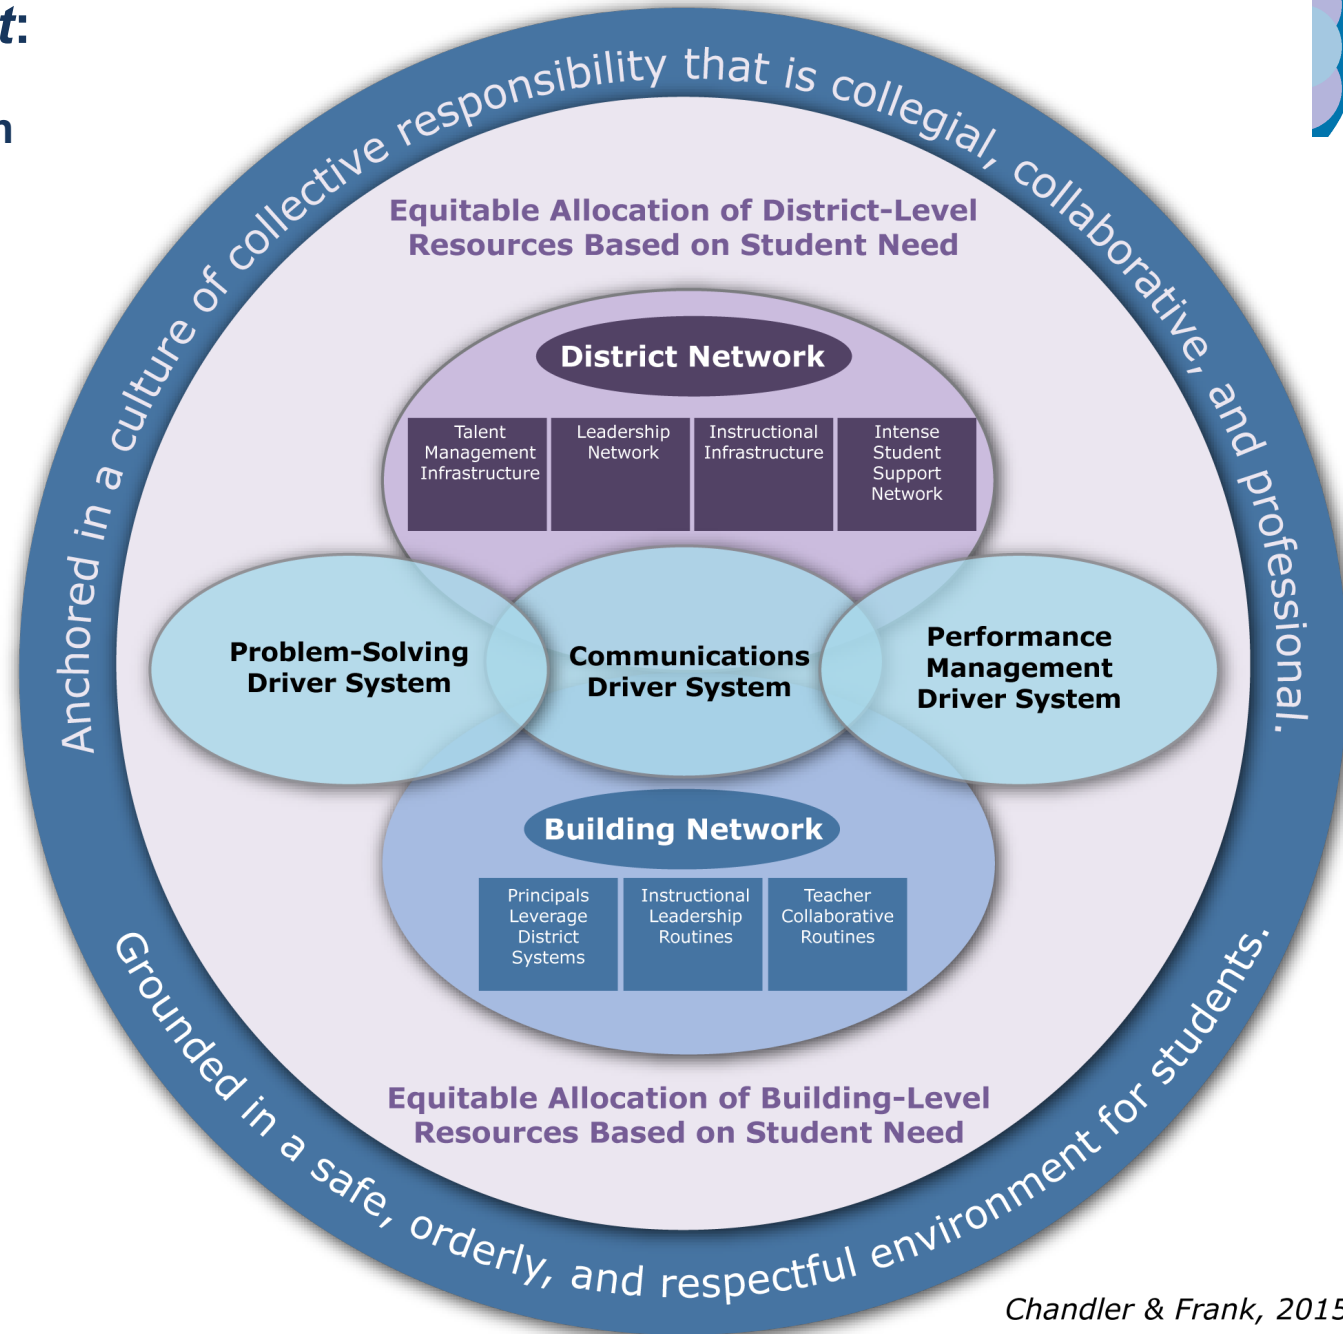 t:
n
Anchored in a culture of collective responsibility that is collegial, collaborative, and professional.
Equitable Allocation of District-Level
Resources Based on Student Need
District Network
Talent
Management
Infrastructure
Leadership
Network
Instructional
Infrastructure
Intense
Student
Support
Network
Problem-Solving
Driver System
Communications
Driver System
Performance
Management
Driver System
Building Network
Principals
Leverage
District
Systems
Instructional
Leadership
Routines
Teacher
Collaborative
Routines
Equitable Allocation of Building-Level
Resources Based on Student Need
Grounded in a safe, orderly, and respectful environment for students.
Chandler & Frank, 2015